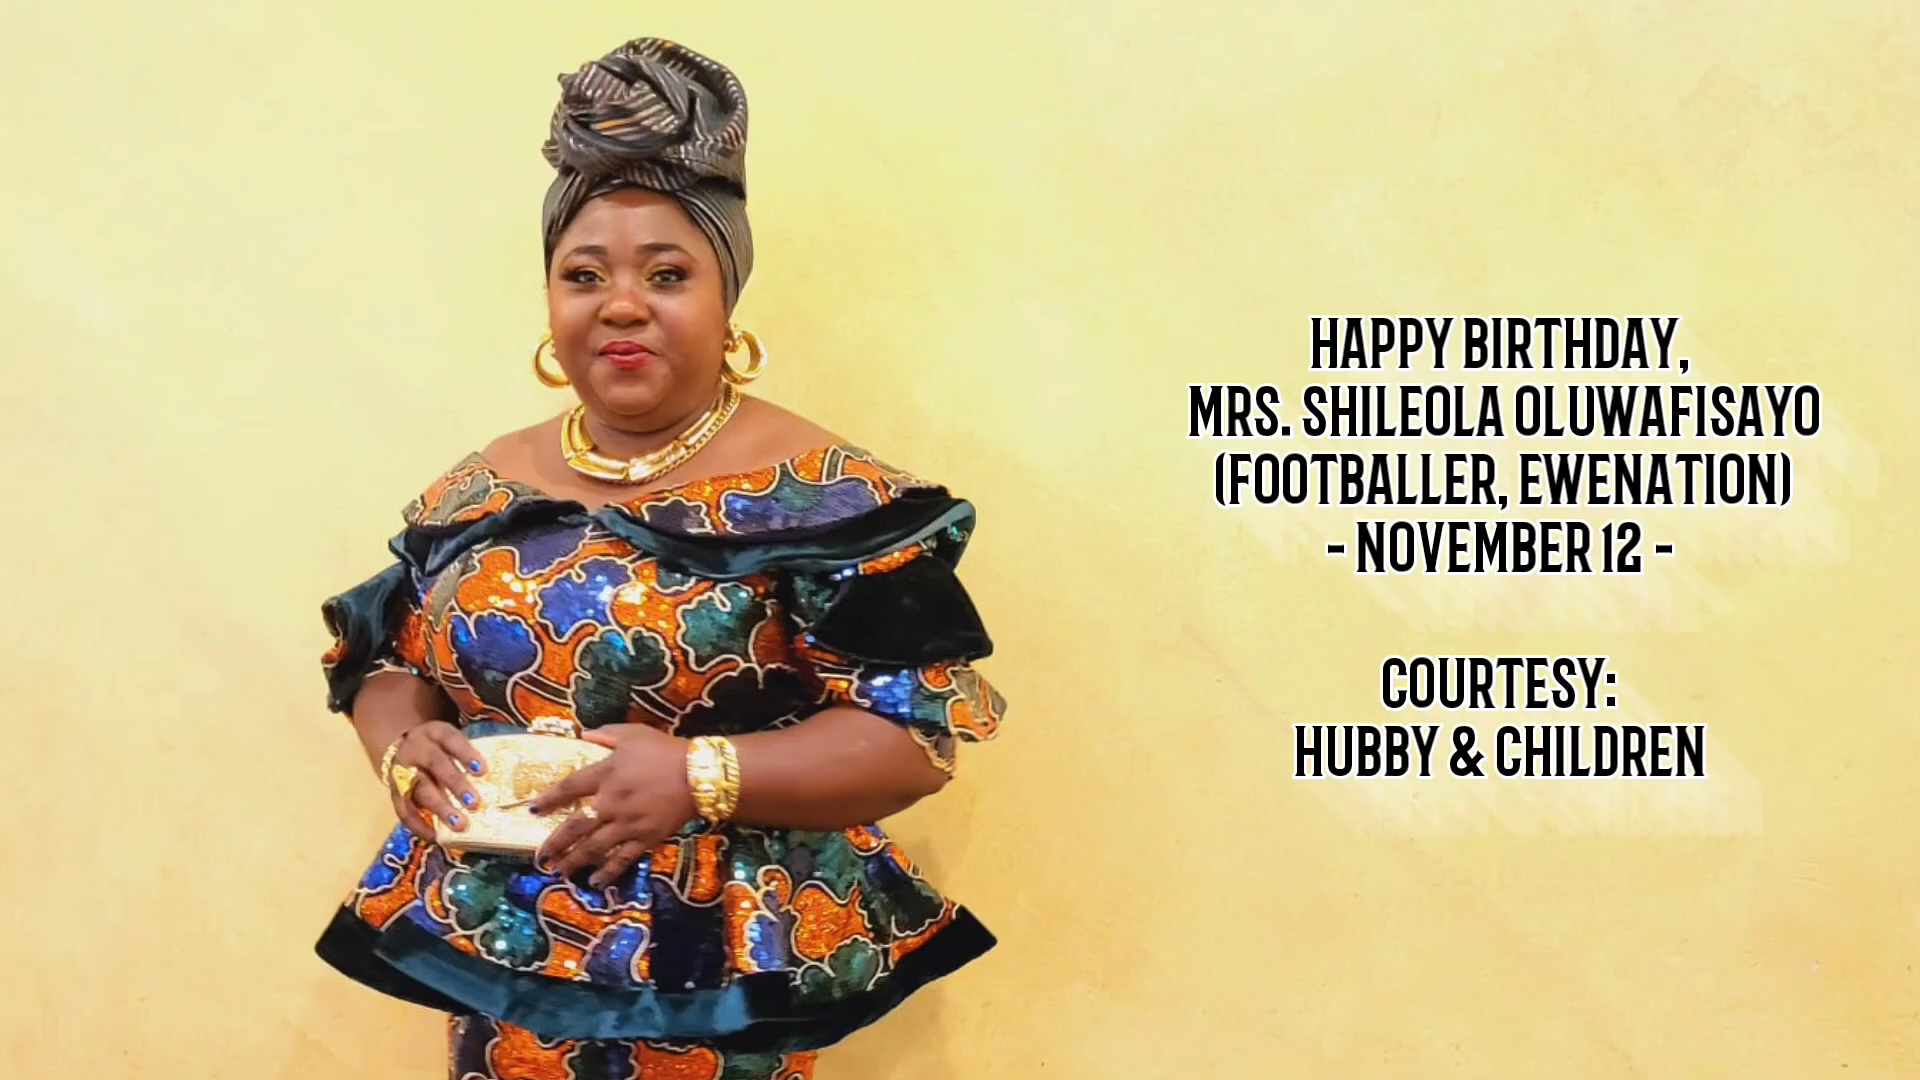 HAPPY BIRTHDAY,
MRS. SHILEOLA OLUWAFISAYO
(FOOTBALLER, EWENATION)
- NOVEMBER 12 -
COURTESY:
HUBBY & CHILDREN